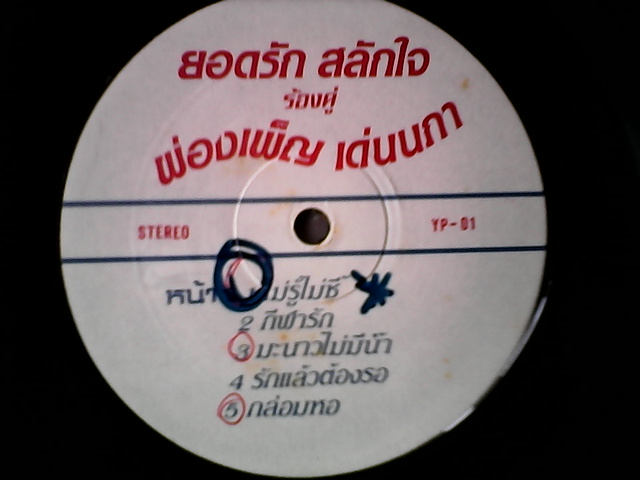 ยอดรัก สลักใจ
ร้องคู่
ผ่องเพ็ญ เด่นนภา
STEREO YP-01
หน้า ไม่รู้ไม่ชี้
2 กีฬารัก
3 มะนาวไม่มีน้ำ
4 รักแล้วต้องรอ
5 กล่อมหอ